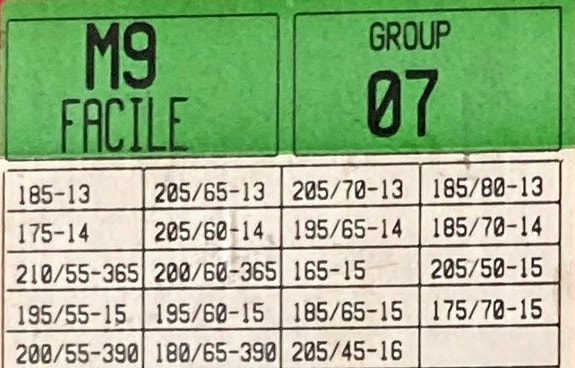 M9
FACILE
GROUP
07
185-13 205/65-13 205/70-13 185/80-13
175-14 205/60-14 195/65-14 185/70-14
210/55-365 200/60-365 165-15 205/50-15
195/55-15 195/60-15 185/65-15 175/70-15
200/55-390 180/65-390 205/45-16